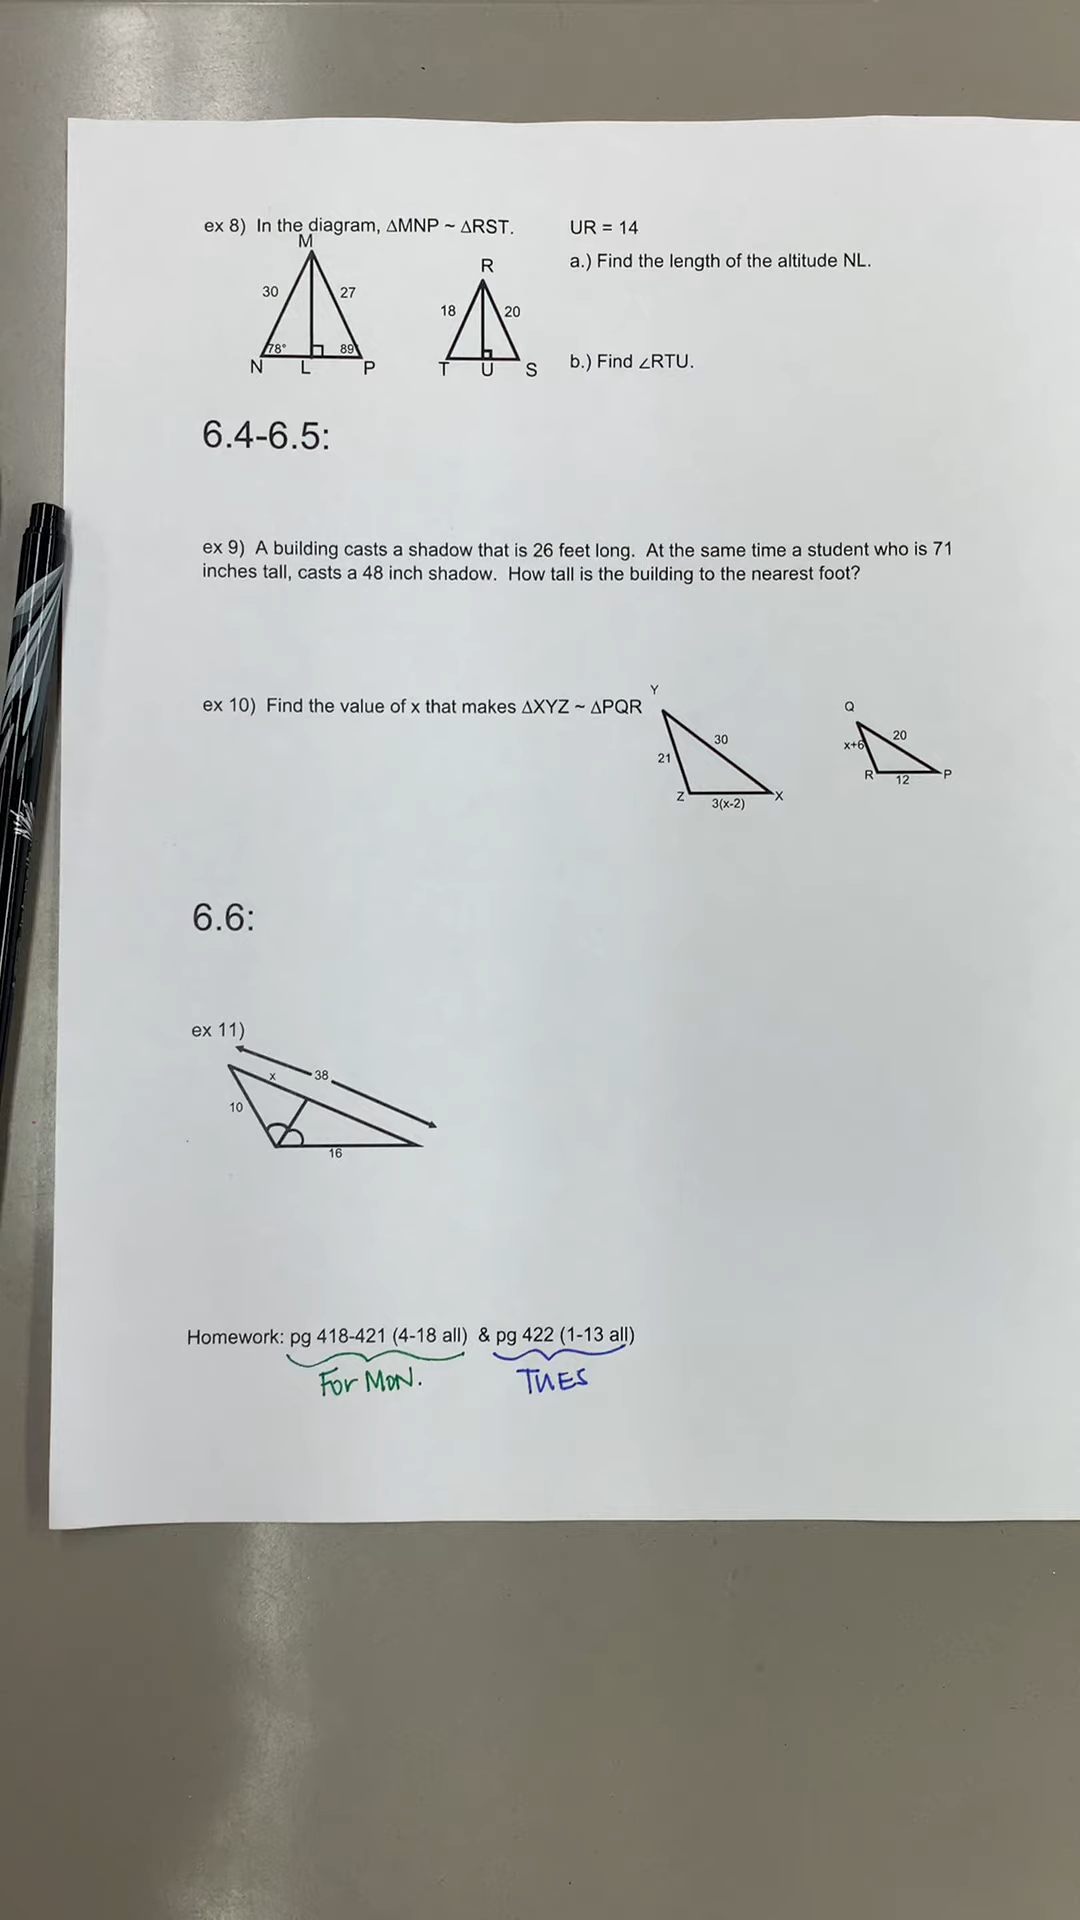 ex 8) In the diagram, ΔMNP ~ ΔRST.
UR = 14
a.) Find the length of the altitude NL.
M
30
27
78°
89
N
L
P
R
18
20
T
U
S
b.) Find ∠RTU.
6.4-6.5:
ex 9) A building casts a shadow that is 26 feet long. At the same time a student who is 71
inches tall, casts a 48 inch shadow. How tall is the building to the nearest foot?
ex 10) Find the value of x that makes ΔXYZ ~ ΔPQR
Y
30
21
Z
3(x-2)
X
Q
x+6
20
R
12
P
6.6:
ex 11)
x
38
10
16
Homework: pg 418-421 (4-18 all) & pg 422 (1-13 all)
For MON.
TUES